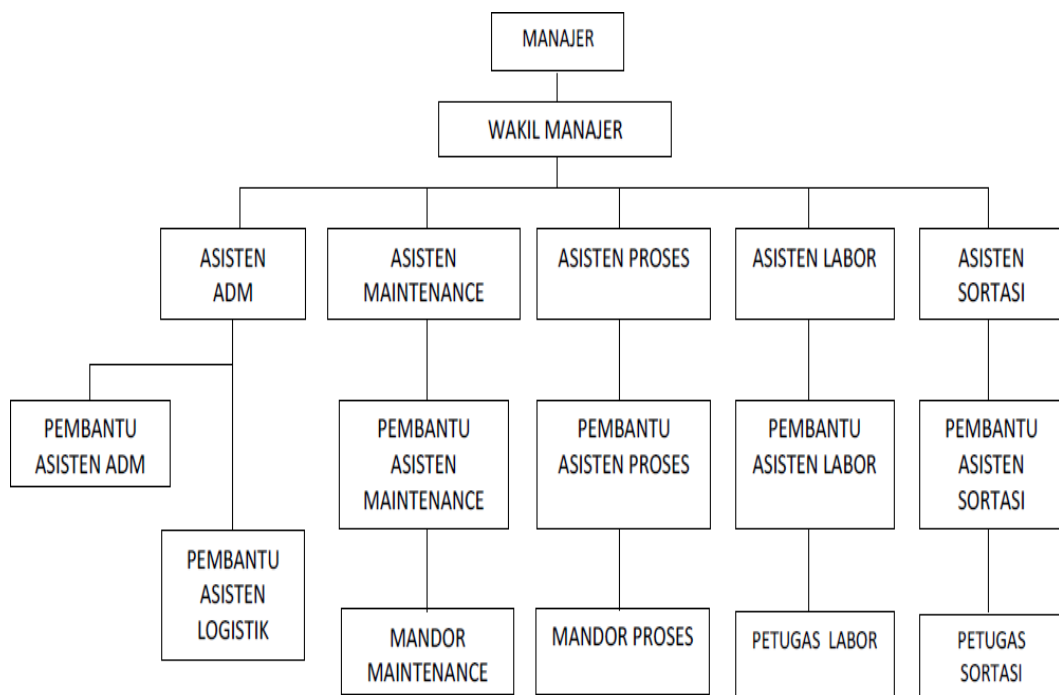 MANAJER
WAKIL MANAJER
ASISTEN
ADM
ASISTEN
MAINTENANCE
ASISTEN PROSES
ASISTEN LABOR
ASISTEN
SORTASI
PEMBANTU
ASISTEN ADM
PEMBANTU
ASISTEN
MAINTENANCE
PEMBANTU
ASISTEN PROSES
PEMBANTU
ASISTEN LABOR
PEMBANTU
ASISTEN
SORTASI
PEMBANTU
ASISTEN
LOGISTIK
MANDOR
MAINTENANCE
MANDOR PROSES
PETUGAS LABOR
PETUGAS
SORTASI